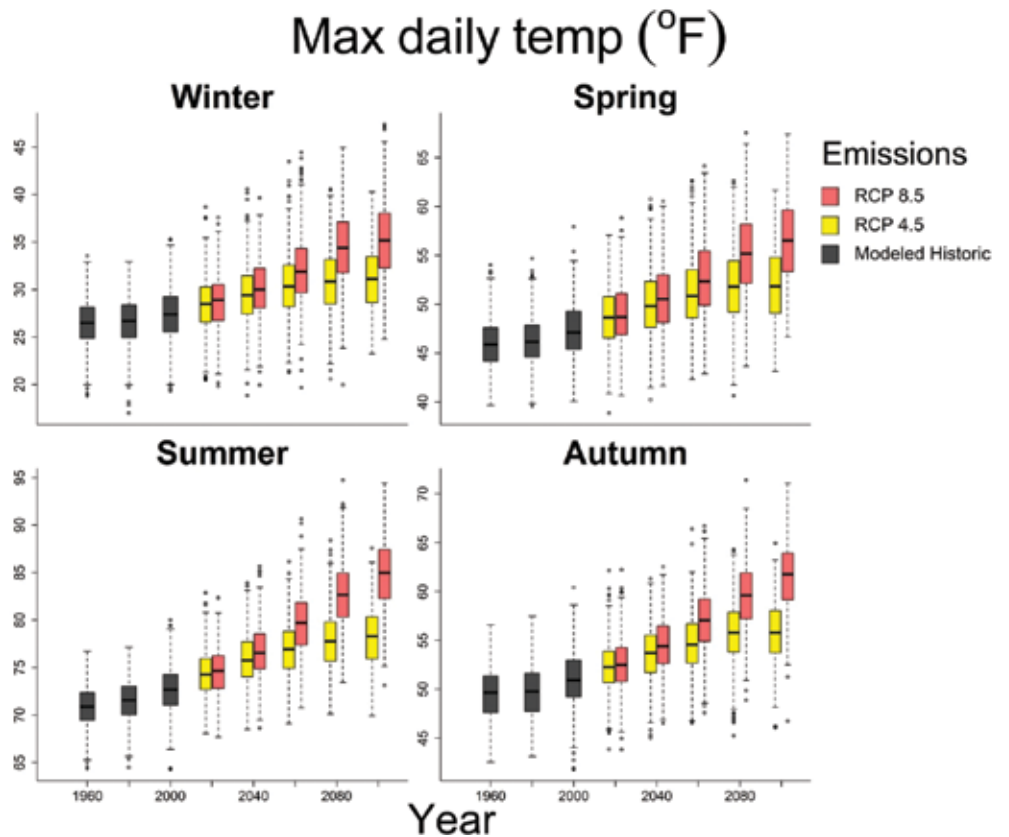 Max daily temp (°F)
Winter
Spring
45
40
35
30
25
20
65
60
55
50
45
40
Emissions
RCP 8.5
RCP 4.5
Modeled Historic
Summer
Autumn
95
90
85
80
75
70
65
70
65
60
55
50
45
1960 2000 2040 2080
1960 2000 2040 2080
Year